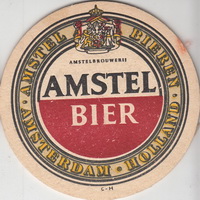 AMSTEL BIEREN
AMSTELBROUWERIJ
AMSTEL
BIER
AMSTERDAM - HOLLAND
C-M